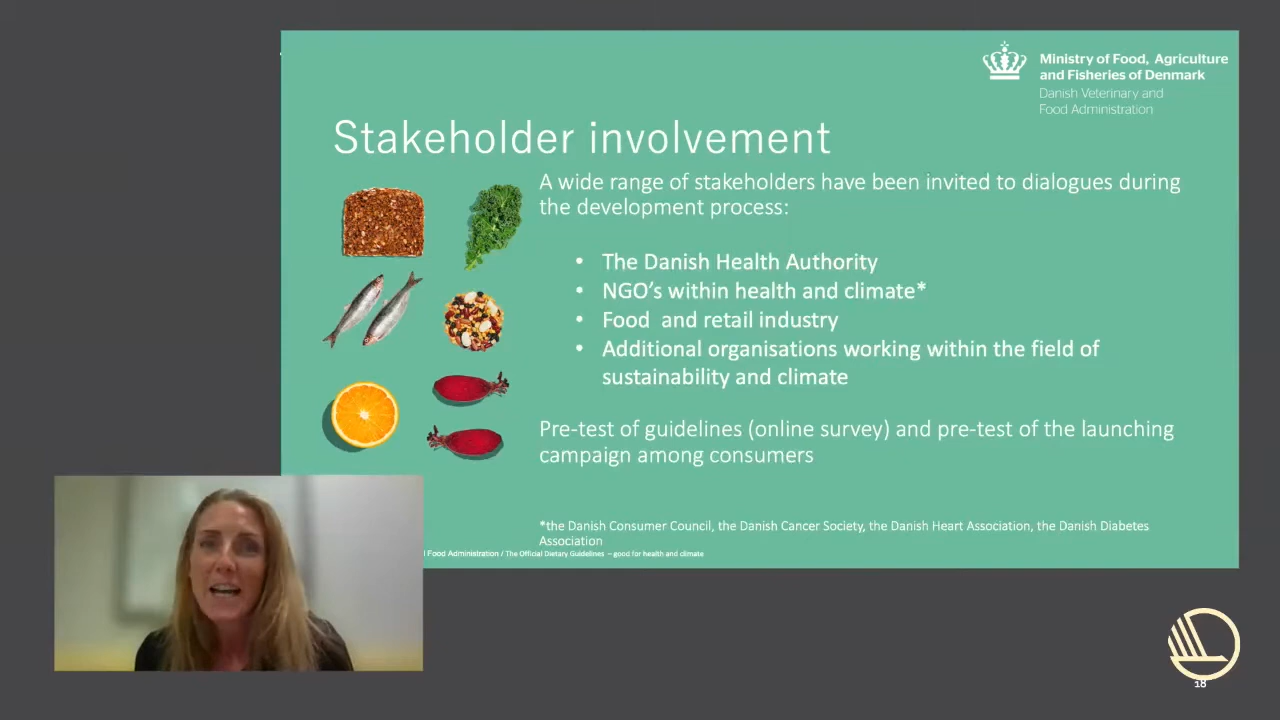 Ministry of Food, Agriculture
and Fisheries of Denmark
Danish Veterinary and
Food Administration
Stakeholder involvement
A wide range of stakeholders have been invited to dialogues during
the development process:
• The Danish Health Authority
• NGO's within health and climate*
• Food and retail industry
• Additional organisations working within the field of
sustainability and climate
Pre-test of guidelines (online survey) and pre-test of the launching
campaign among consumers
*the Danish Consumer Council, the Danish Cancer Society, the Danish Heart Association, the Danish Diabetes
Association
Food Administration / The Official Dietary Guidelines – good for health and climate
18